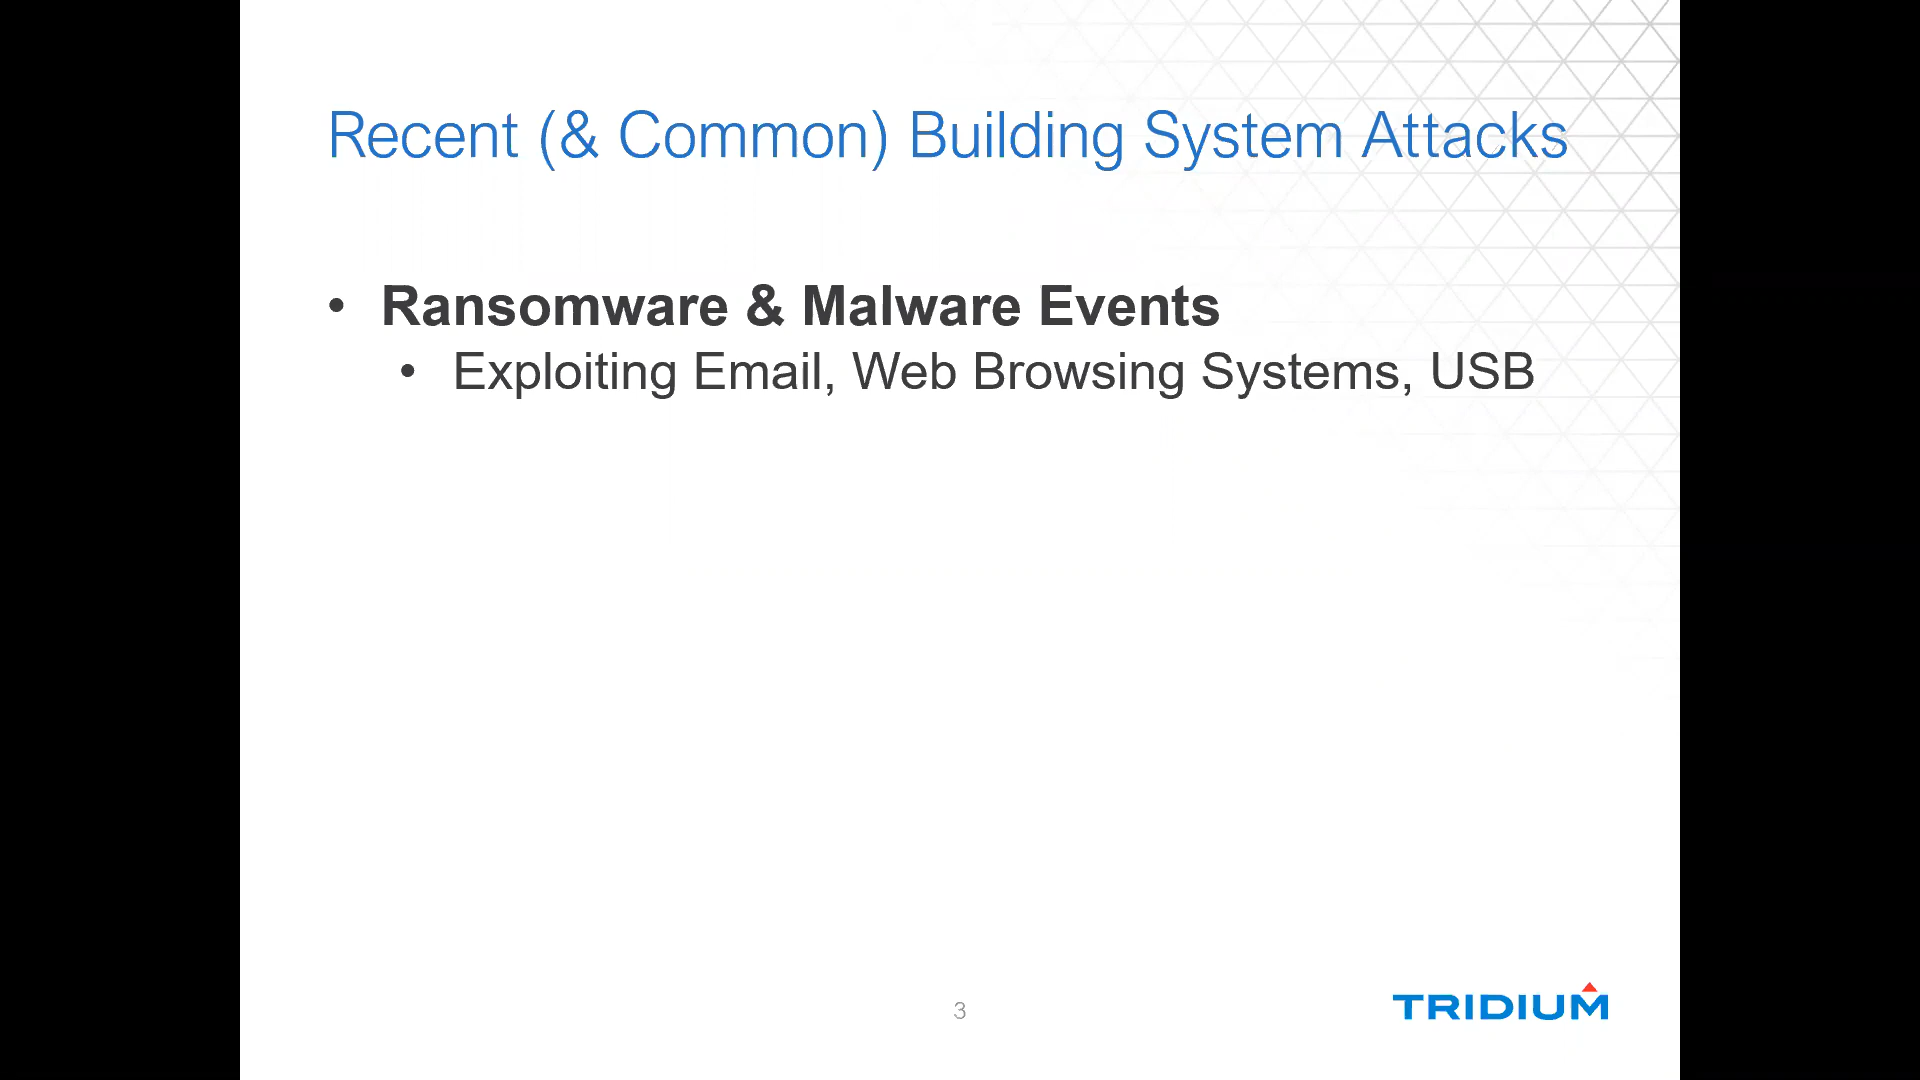 Recent (& Common) Building System Attacks
• Ransomware & Malware Events
• Exploiting Email, Web Browsing Systems, USB
3
TRIDIUM